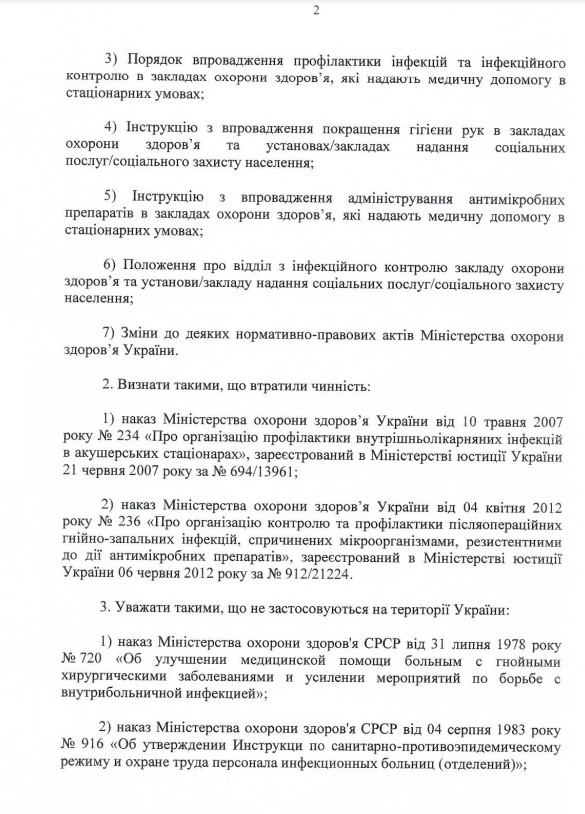 2
3) Порядок впровадження профілактики інфекцій та інфекційного
контролю в закладах охорони здоров’я, які надають медичну допомогу в
стаціонарних умовах;
4) Інструкцію з впровадження покращення гігієни рук в закладах
охорони здоров’я та установах/закладах надання соціальних
послуг/соціального захисту населення;
5) Інструкцію з впровадження адміністрування антимікробних
препаратів в закладах охорони здоров’я, які надають медичну допомогу в
стаціонарних умовах;
6) Положення про відділ з інфекційного контролю закладу охорони
здоров’я та установи/закладу надання соціальних послуг/соціального захисту
населення;
7) Зміни до деяких нормативно-правових актів Міністерства охорони
здоров’я України.
2. Визнати такими, що втратили чинність:
1) наказ Міністерства охорони здоров’я України від 10 травня 2007
року № 234 «Про організацію профілактики внутрішньолікарняних інфекцій
в акушерських стаціонарах», зареєстрований в Міністерстві юстиції України
21 червня 2007 року за № 694/13961;
2) наказ Міністерства охорони здоров’я України від 04 квітня 2012
року № 236 «Про організацію контролю та профілактики післяопераційних
гнійно-запальних інфекцій, спричинених мікроорганізмами, резистентними
до дії антимікробних препаратів», зареєстрований в Міністерстві юстиції
України 06 червня 2012 року за № 912/21224.
3. Уважати такими, що не застосовуються на території України:
1) наказ Міністерства охорони здоров'я СРСР від 31 липня 1978 року
№ 720 «Об улучшении медицинской помощи больным с гнойными
хирургическими заболеваниями и усилении мероприятий по борьбе с
внутрибольничной инфекцией»;
2) наказ Міністерства охорони здоров'я СРСР від 04 серпня 1983 року
№ 916 «Об утверждении Инструкци по санитарно-противоэпидемическому
режиму и охране труда персонала инфекционных больниц (отделений)»;